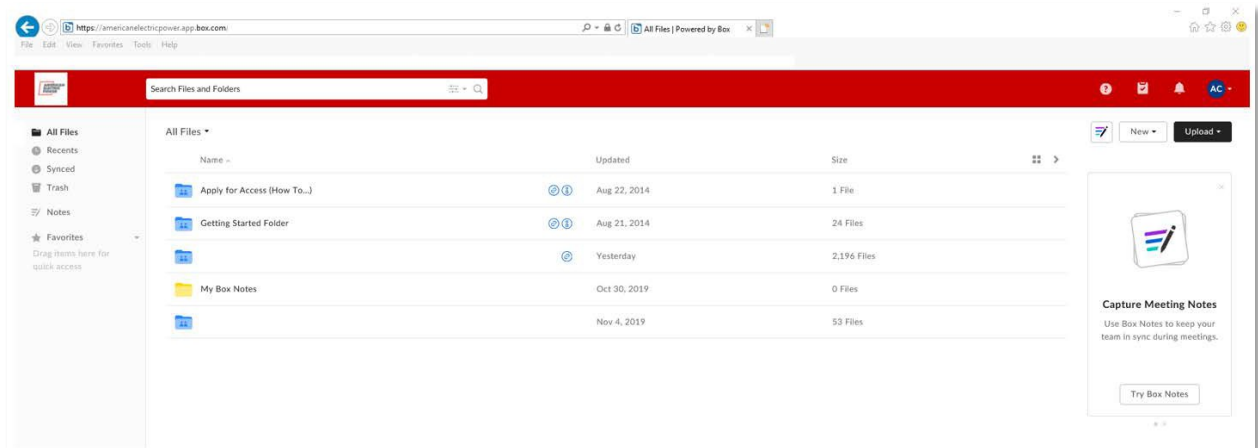 https://americanelectricpower.app.box.com/
All Files | Powered by Box
File Edit View Favorites Tools Help
AMERICAN
ELECTRIC
POWER
Search Files and Folders
AC
All Files
Recents
Synced
Trash
Notes
Favorites
Drag items here for
quick access
All Files
New
Upload
Name
Updated
Size
Apply for Access (How To...)
Aug 22, 2014
1 File
Getting Started Folder
Aug 21, 2014
24 Files
Yesterday
2,196 Files
My Box Notes
Oct 30, 2019
0 Files
Nov 4, 2019
53 Files
Capture Meeting Notes
Use Box Notes to keep your
team in sync during meetings.
Try Box Notes